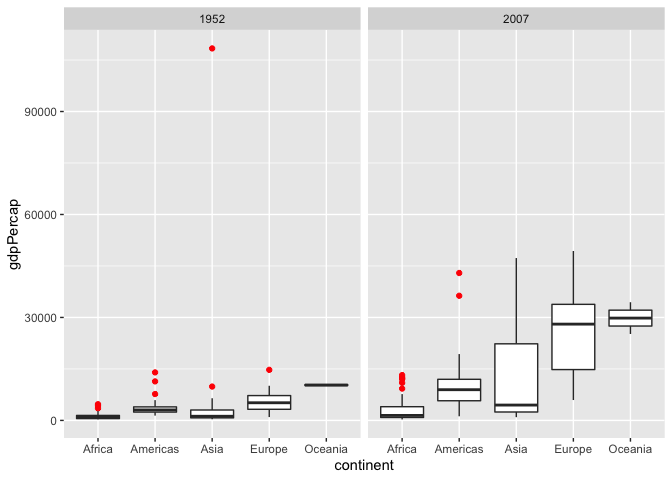 1952 2007
gdpPercap
90000
60000
30000
0
Africa Americas Asia Europe Oceania Africa Americas Asia Europe Oceania
continent